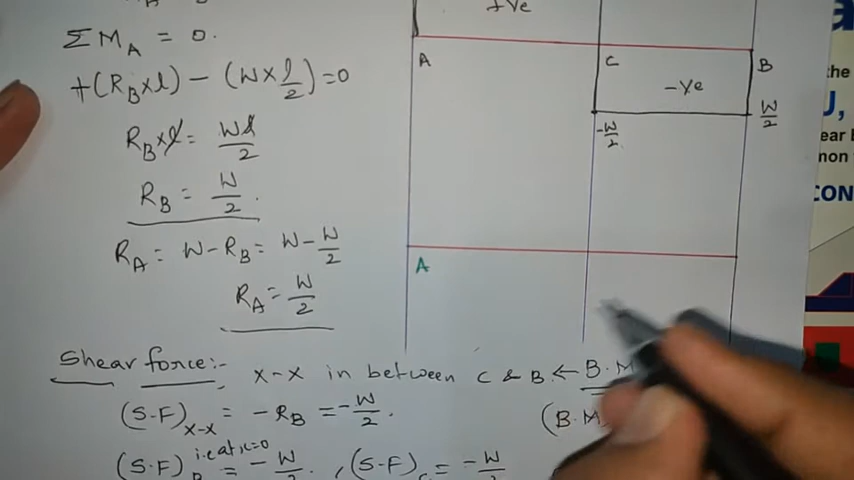 ΣM_A = 0.
+(R_B×l) - (W×l/2)=0
R_B×l = Wl/2
R_B = W/2.
R_A = W-R_B = W-W/2
R_A = W/2
Shear force:- x-x in between C & B. ← B.M
(S.F)_x-x = -R_B = -W/2. (B.M
i.e at x=0
(S.F)_B = -W/2. , (S.F)_C = -W/2
+Ve
A C B
-Ve
-W/2 W/2
A
the
U,
ear b
mon
CON